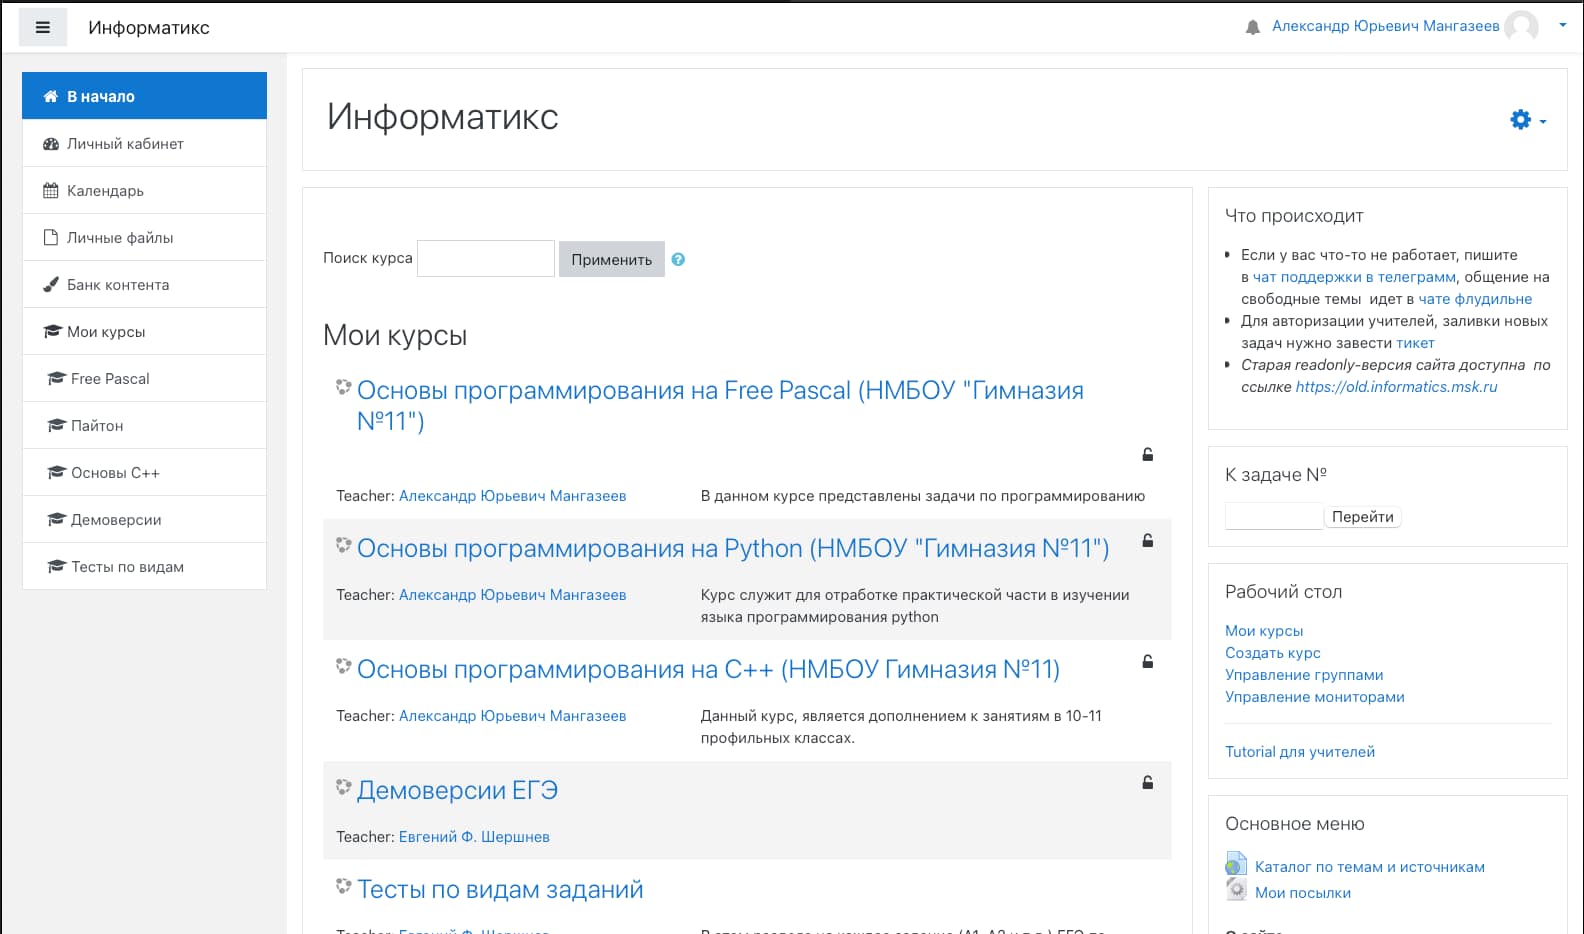 Информатикс
Александр Юрьевич Мангазеев
В начало
Личный кабинет
Календарь
Личные файлы
Банк контента
Мои курсы
Free Pascal
Пайтон
Основы C++
Демоверсии
Тесты по видам
Информатикс
Поиск курса
Применить
Мои курсы
Основы программирования на Free Pascal (НМБОУ "Гимназия
№11")
Teacher: Александр Юрьевич Мангазеев
В данном курсе представлены задачи по программированию
Основы программирования на Python (НМБОУ "Гимназия №11")
Teacher: Александр Юрьевич Мангазеев
Курс служит для отработке практической части в изучении
языка программирования python
Основы программирования на C++ (НМБОУ Гимназия №11)
Teacher: Александр Юрьевич Мангазеев
Данный курс, является дополнением к занятиям в 10-11
профильных классах.
Демоверсии ЕГЭ
Teacher: Евгений Ф. Шершнев
Тесты по видам заданий
Что происходит
Если у вас что-то не работает, пишите
в чат поддержки в телеграмм, общение на
свободные темы идет в чате флудильне
Для авторизации учителей, заливки новых
задач нужно завести тикет
Старая readonly-версия сайта доступна по
ссылке https://old.informatics.msk.ru
К задаче №
Перейти
Рабочий стол
Мои курсы
Создать курс
Управление группами
Управление мониторами
Tutorial для учителей
Основное меню
Каталог по темам и источникам
Мои посылки